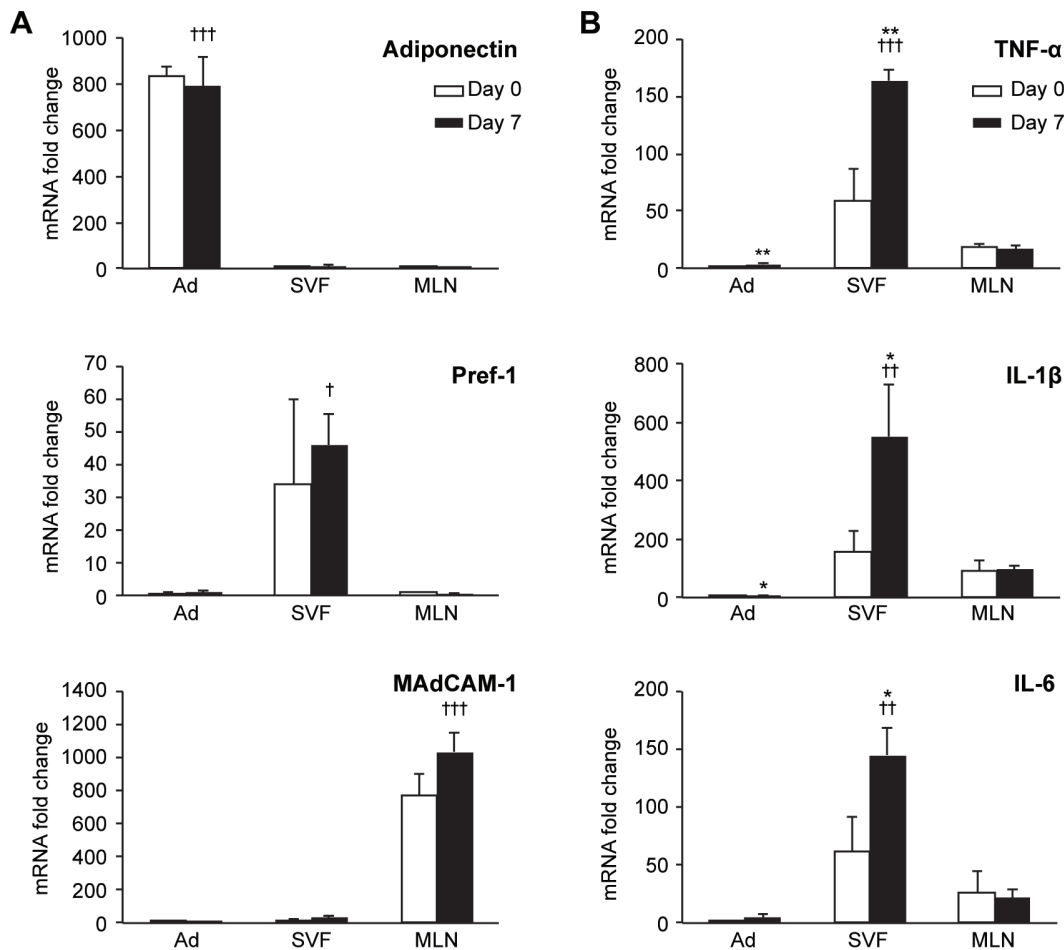 A
Adiponectin
mRNA fold change
1000
800
600
400
200
0
†††
Day 0
Day 7
Ad SVF MLN
Pref-1
mRNA fold change
70
60
50
40
30
20
10
0
†
Ad SVF MLN
MAdCAM-1
mRNA fold change
1400
1200
1000
800
600
400
200
0
†††
Ad SVF MLN
B
TNF-α
mRNA fold change
200
150
100
50
0
**
**
†††
Day 0
Day 7
Ad SVF MLN
IL-1β
mRNA fold change
800
600
400
200
0
*
*
††
Ad SVF MLN
IL-6
mRNA fold change
200
150
100
50
0
*
††
Ad SVF MLN